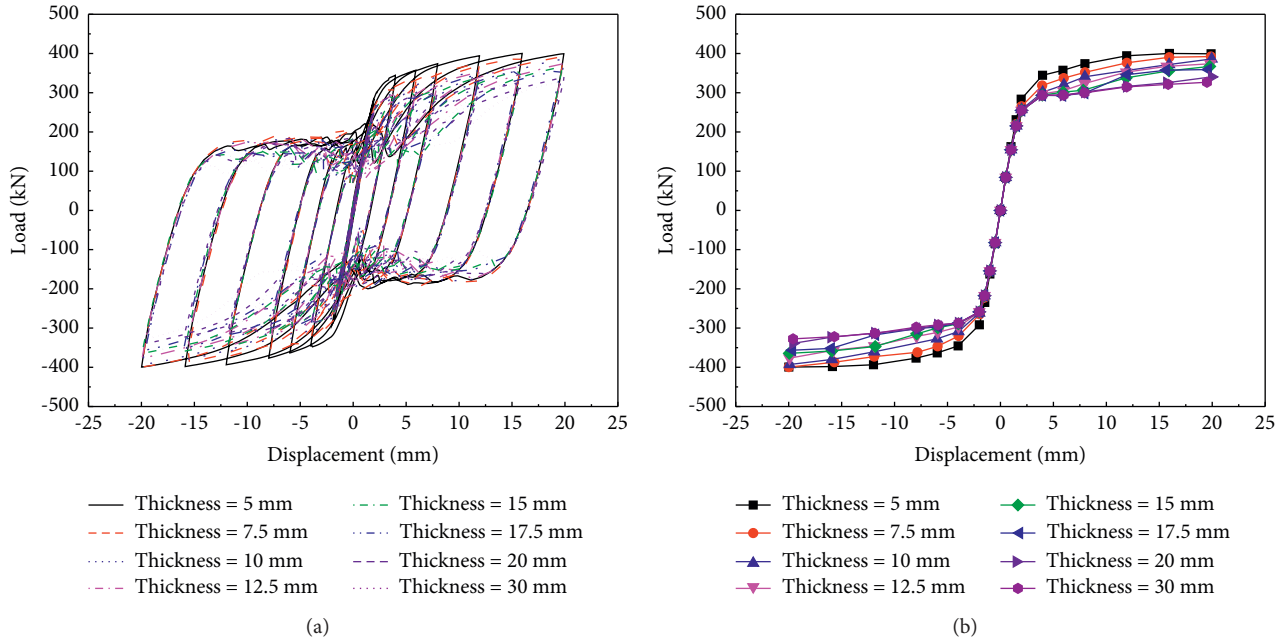 500
400
300
200
100
0
-100
-200
-300
-400
-500
Load (kN)
-25 -20 -15 -10 -5 0 5 10 15 20 25
Displacement (mm)
Thickness = 5 mm
Thickness = 7.5 mm
Thickness = 10 mm
Thickness = 12.5 mm
Thickness = 15 mm
Thickness = 17.5 mm
Thickness = 20 mm
Thickness = 30 mm
(a)
500
400
300
200
100
0
-100
-200
-300
-400
-500
Load (kN)
-25 -20 -15 -10 -5 0 5 10 15 20 25
Displacement (mm)
Thickness = 5 mm
Thickness = 7.5 mm
Thickness = 10 mm
Thickness = 12.5 mm
Thickness = 15 mm
Thickness = 17.5 mm
Thickness = 20 mm
Thickness = 30 mm
(b)